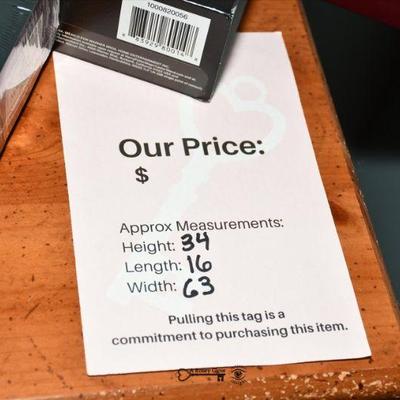 1000820056
Our Price:
$
Approx Measurements:
Height: 34
Length: 16
Width: 63
Pulling this tag is a
commitment to purchasing this item.